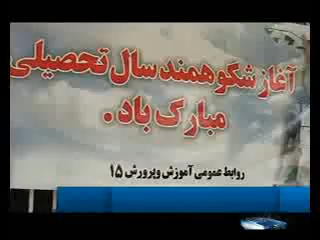 آغاز شکوهمند سال تحصیلی
مبارک باد.
روابط عمومی آموزش وپرورش ۱۵